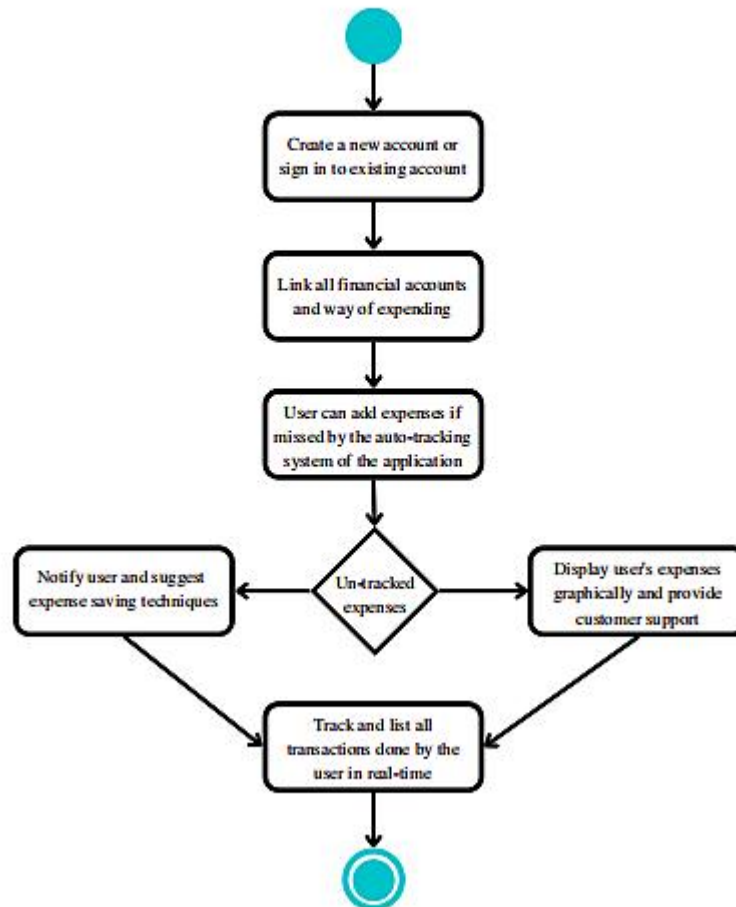 Create a new account or
sign in to existing account
Link all financial accounts
and way of expending
User can add expenses if
missed by the auto-tracking
system of the application
Un-tracked
expenses
Notify user and suggest
expense saving techniques
Display user's expenses
graphically and provide
customer support
Track and list all
transactions done by the
user in real-time